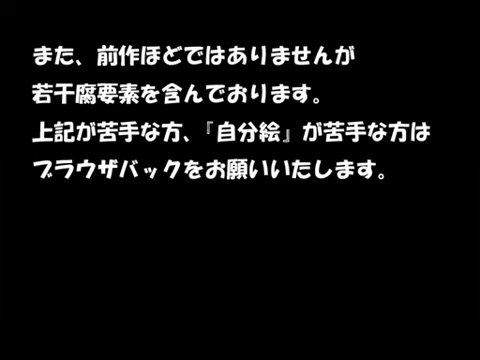 また、前作ほどではありませんが
若干腐要素を含んでおります。
上記が苦手な方、『自分絵』が苦手な方は
ブラウザバックをお願いいたします。